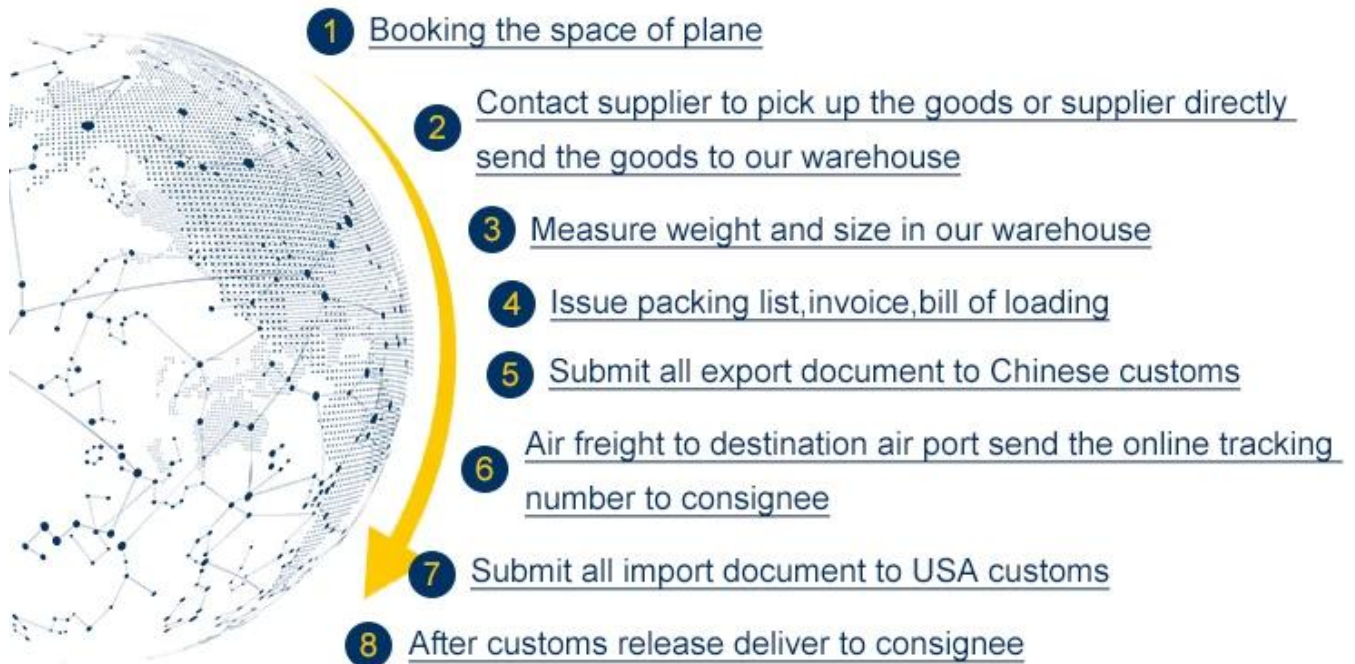 1 Booking the space of plane
2 Contact supplier to pick up the goods or supplier directly
send the goods to our warehouse
3 Measure weight and size in our warehouse
4 Issue packing list,invoice,bill of loading
5 Submit all export document to Chinese customs
6 Air freight to destination air port send the online tracking
number to consignee
7 Submit all import document to USA customs
8 After customs release deliver to consignee